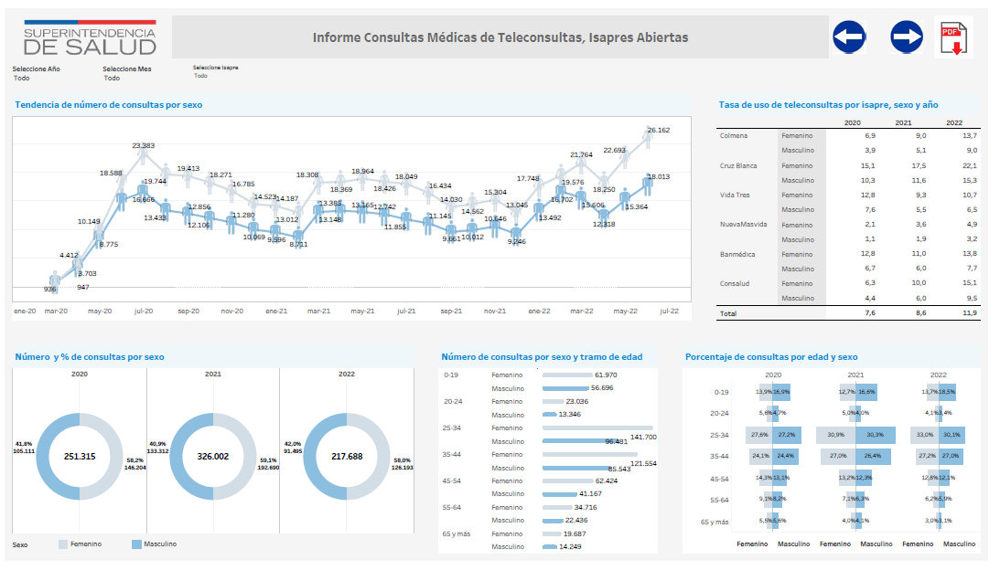 SUPERINTENDENCIA
DE SALUD
Informe Consultas Médicas de Teleconsultas, Isapres Abiertas
PDF
Seleccione Año
Todo
Seleccione Mes
Todo
Seleccione Isapre
Todo
Tendencia de número de consultas por sexo
936
947
4.412
3.703
10.149
8.775
18.588
16.666
23.383
19.744
13.433
19.413
12.856
12.106
18.271
11.280
16.785
10.069
14.523
9.596
14.187
13.012
8.711
18.308
13.383
13.148
18.369
18.964
13.165
18.426
12.742
18.049
11.855
16.434
11.145
14.030
9.661
14.562
10.012
15.304
10.646
13.045
9.246
17.748
13.492
16.702
19.576
21.764
15.606
18.250
12.318
22.693
15.364
26.162
18.013
ene-20 mar-20 may-20 jul-20 sep-20 nov-20 ene-21 mar-21 may-21 jul-21 sep-21 nov-21 ene-22 mar-22 may-22 jul-22
Tasa de uso de teleconsultas por isapre, sexo y año
2020 2021 2022
Colmena Femenino 6,9 9,0 13,7
Masculino 3,9 5,1 9,0
Cruz Blanca Femenino 15,1 17,5 22,1
Masculino 10,3 11,6 15,3
Vida Tres Femenino 12,8 9,3 10,7
Masculino 7,6 5,5 6,5
NuevaMasvida Femenino 2,1 3,6 4,9
Masculino 1,1 1,9 3,2
Banmédica Femenino 12,8 11,0 13,8
Masculino 6,7 6,0 7,7
Consalud Femenino 6,3 10,0 15,1
Masculino 4,4 6,0 9,5
Total 7,6 8,6 11,9
Número y % de consultas por sexo
2020 2021 2022
41,8%
105.111
251.315
58,2%
146.204
40,9%
133.312
326.002
59,1%
192.690
42,0%
91.495
217.688
58,0%
126.193
Sexo Femenino Masculino
Número de consultas por sexo y tramo de edad
0-19 Femenino 61.970
Masculino 56.696
20-24 Femenino 23.036
Masculino 13.346
25-34 Femenino 141.700
Masculino 96.481
35-44 Femenino 121.554
Masculino 85.543
45-54 Femenino 62.424
Masculino 41.167
55-64 Femenino 34.716
Masculino 22.436
65 y más Femenino 19.687
Masculino 14.249
Porcentaje de consultas por edad y sexo
2020 2021 2022
0-19 13,9% 16,9% 12,7% 16,6% 13,7% 18,5%
20-24 5,6% 4,7% 5,0% 4,0% 4,1% 3,4%
25-34 27,6% 27,2% 30,9% 30,3% 33,0% 30,1%
35-44 24,1% 24,4% 27,0% 26,4% 27,2% 27,0%
45-54 14,3% 13,1% 13,2% 12,3% 12,8% 12,1%
55-64 9,1% 8,2% 7,1% 6,3% 6,2% 5,9%
65 y más 5,5% 5,6% 4,0% 4,1% 3,0% 3,1%
Femenino Masculino Femenino Masculino Femenino Masculino